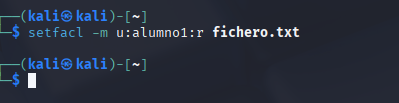 ┌──(kali㉿kali)-[~]
└─$ setfacl -m u:alumno1:r fichero.txt
┌──(kali㉿kali)-[~]
└─$